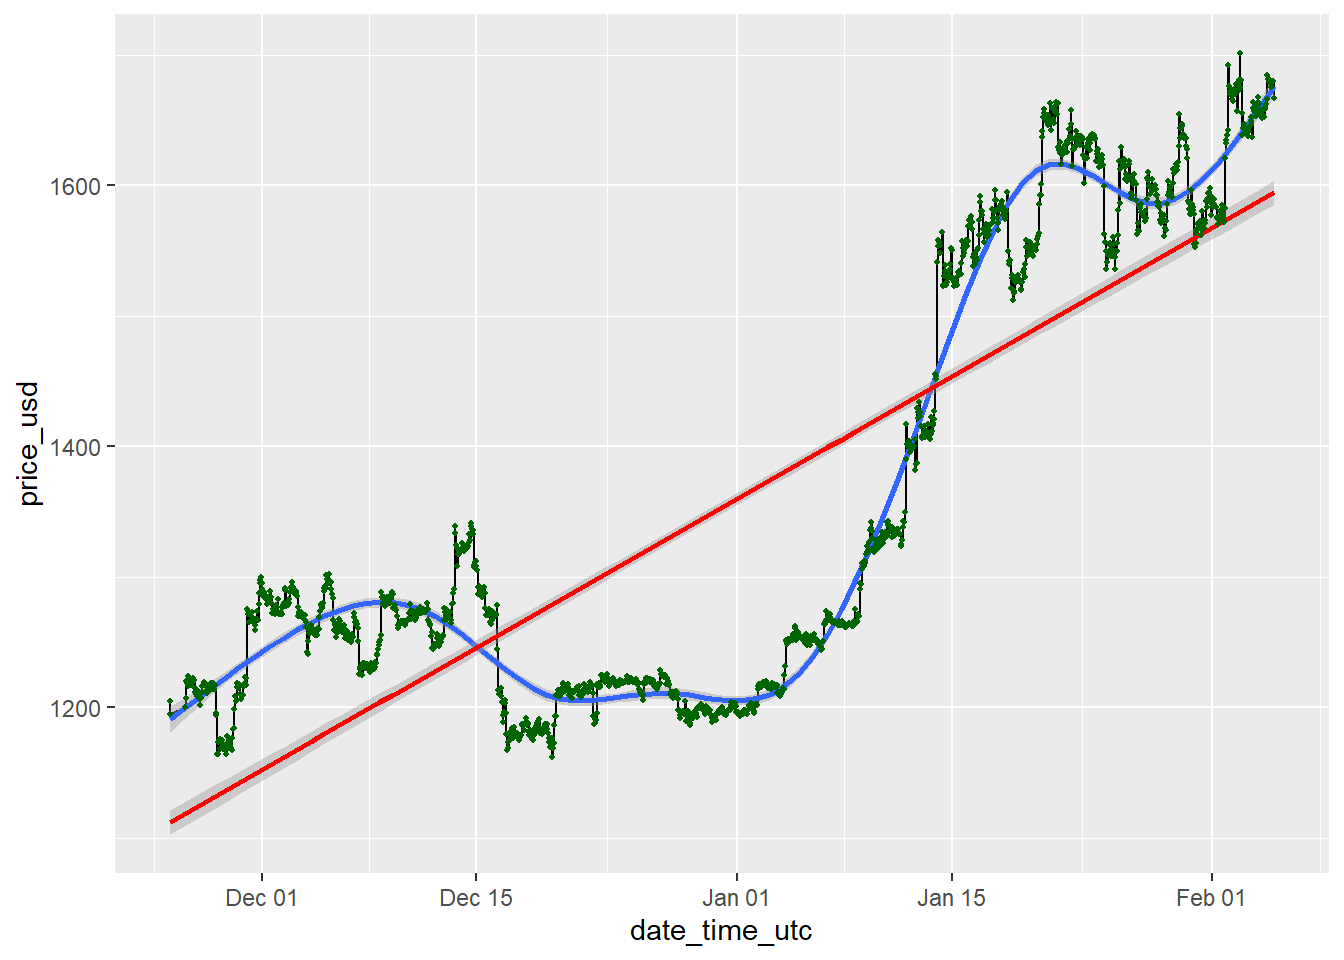 price_usd
1600
1400
1200
Dec 01
Dec 15
Jan 01
Jan 15
Feb 01
date_time_utc